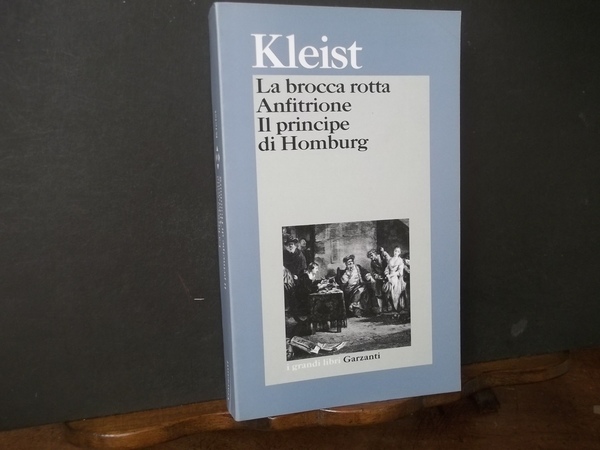 Kleist
La brocca rotta
Anfitrione
Il principe
di Homburg
i grandi libri Garzanti